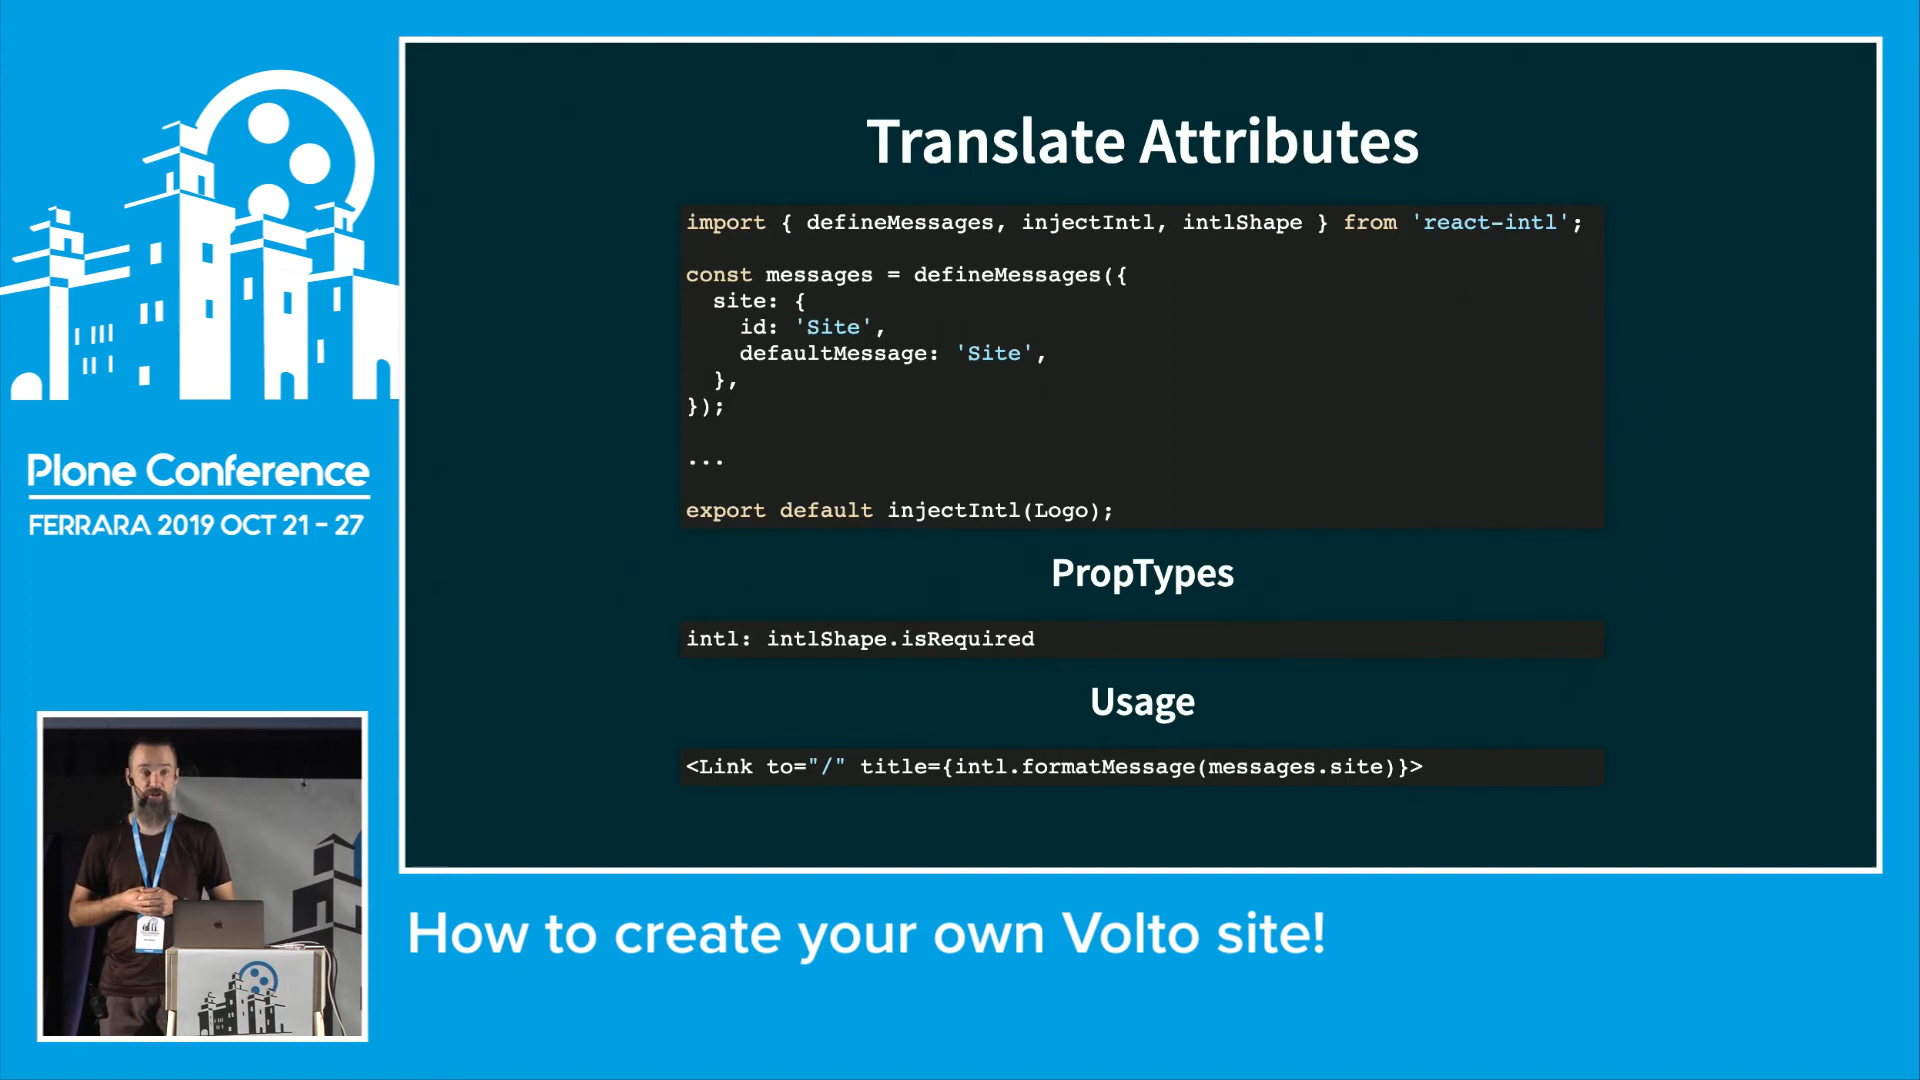 Plone Conference
FERRARA 2019 OCT 21 - 27
Translate Attributes
import { defineMessages, injectIntl, intlShape } from 'react-intl';
const messages = defineMessages({
  site: {
    id: 'Site',
    defaultMessage: 'Site',
  },
});
...
export default injectIntl(Logo);
PropTypes
intl: intlShape.isRequired
Usage
<Link to="/" title={intl.formatMessage(messages.site)}>
How to create your own Volto site!